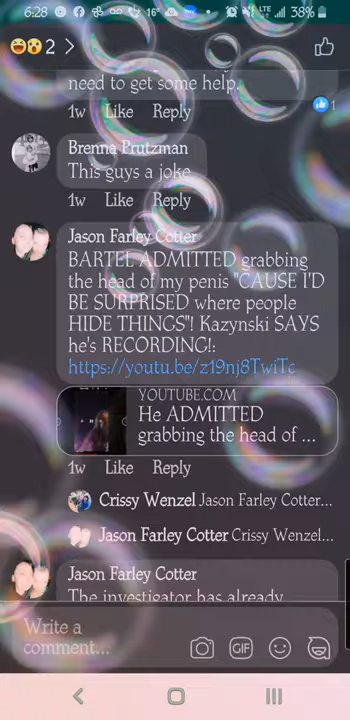 6:28
16°
LTE
38%
2
need to get some help.
1w Like Reply
1
Brenna Prutzman
This guys a joke
1w Like Reply
Jason Farley Cotter
BARTEL ADMITTED grabbing
the head of my penis "CAUSE I'D
BE SURPRISED where people
HIDE THINGS"! Kazynski SAYS
he's RECORDING!:
https://youtu.be/z19nj8TwiTc
YOUTUBE.COM
He ADMITTED
grabbing the head of ...
1w Like Reply
Crissy Wenzel Jason Farley Cotter...
Jason Farley Cotter Crissy Wenzel...
Jason Farley Cotter
The investigator has already
Write a
comment...
GIF